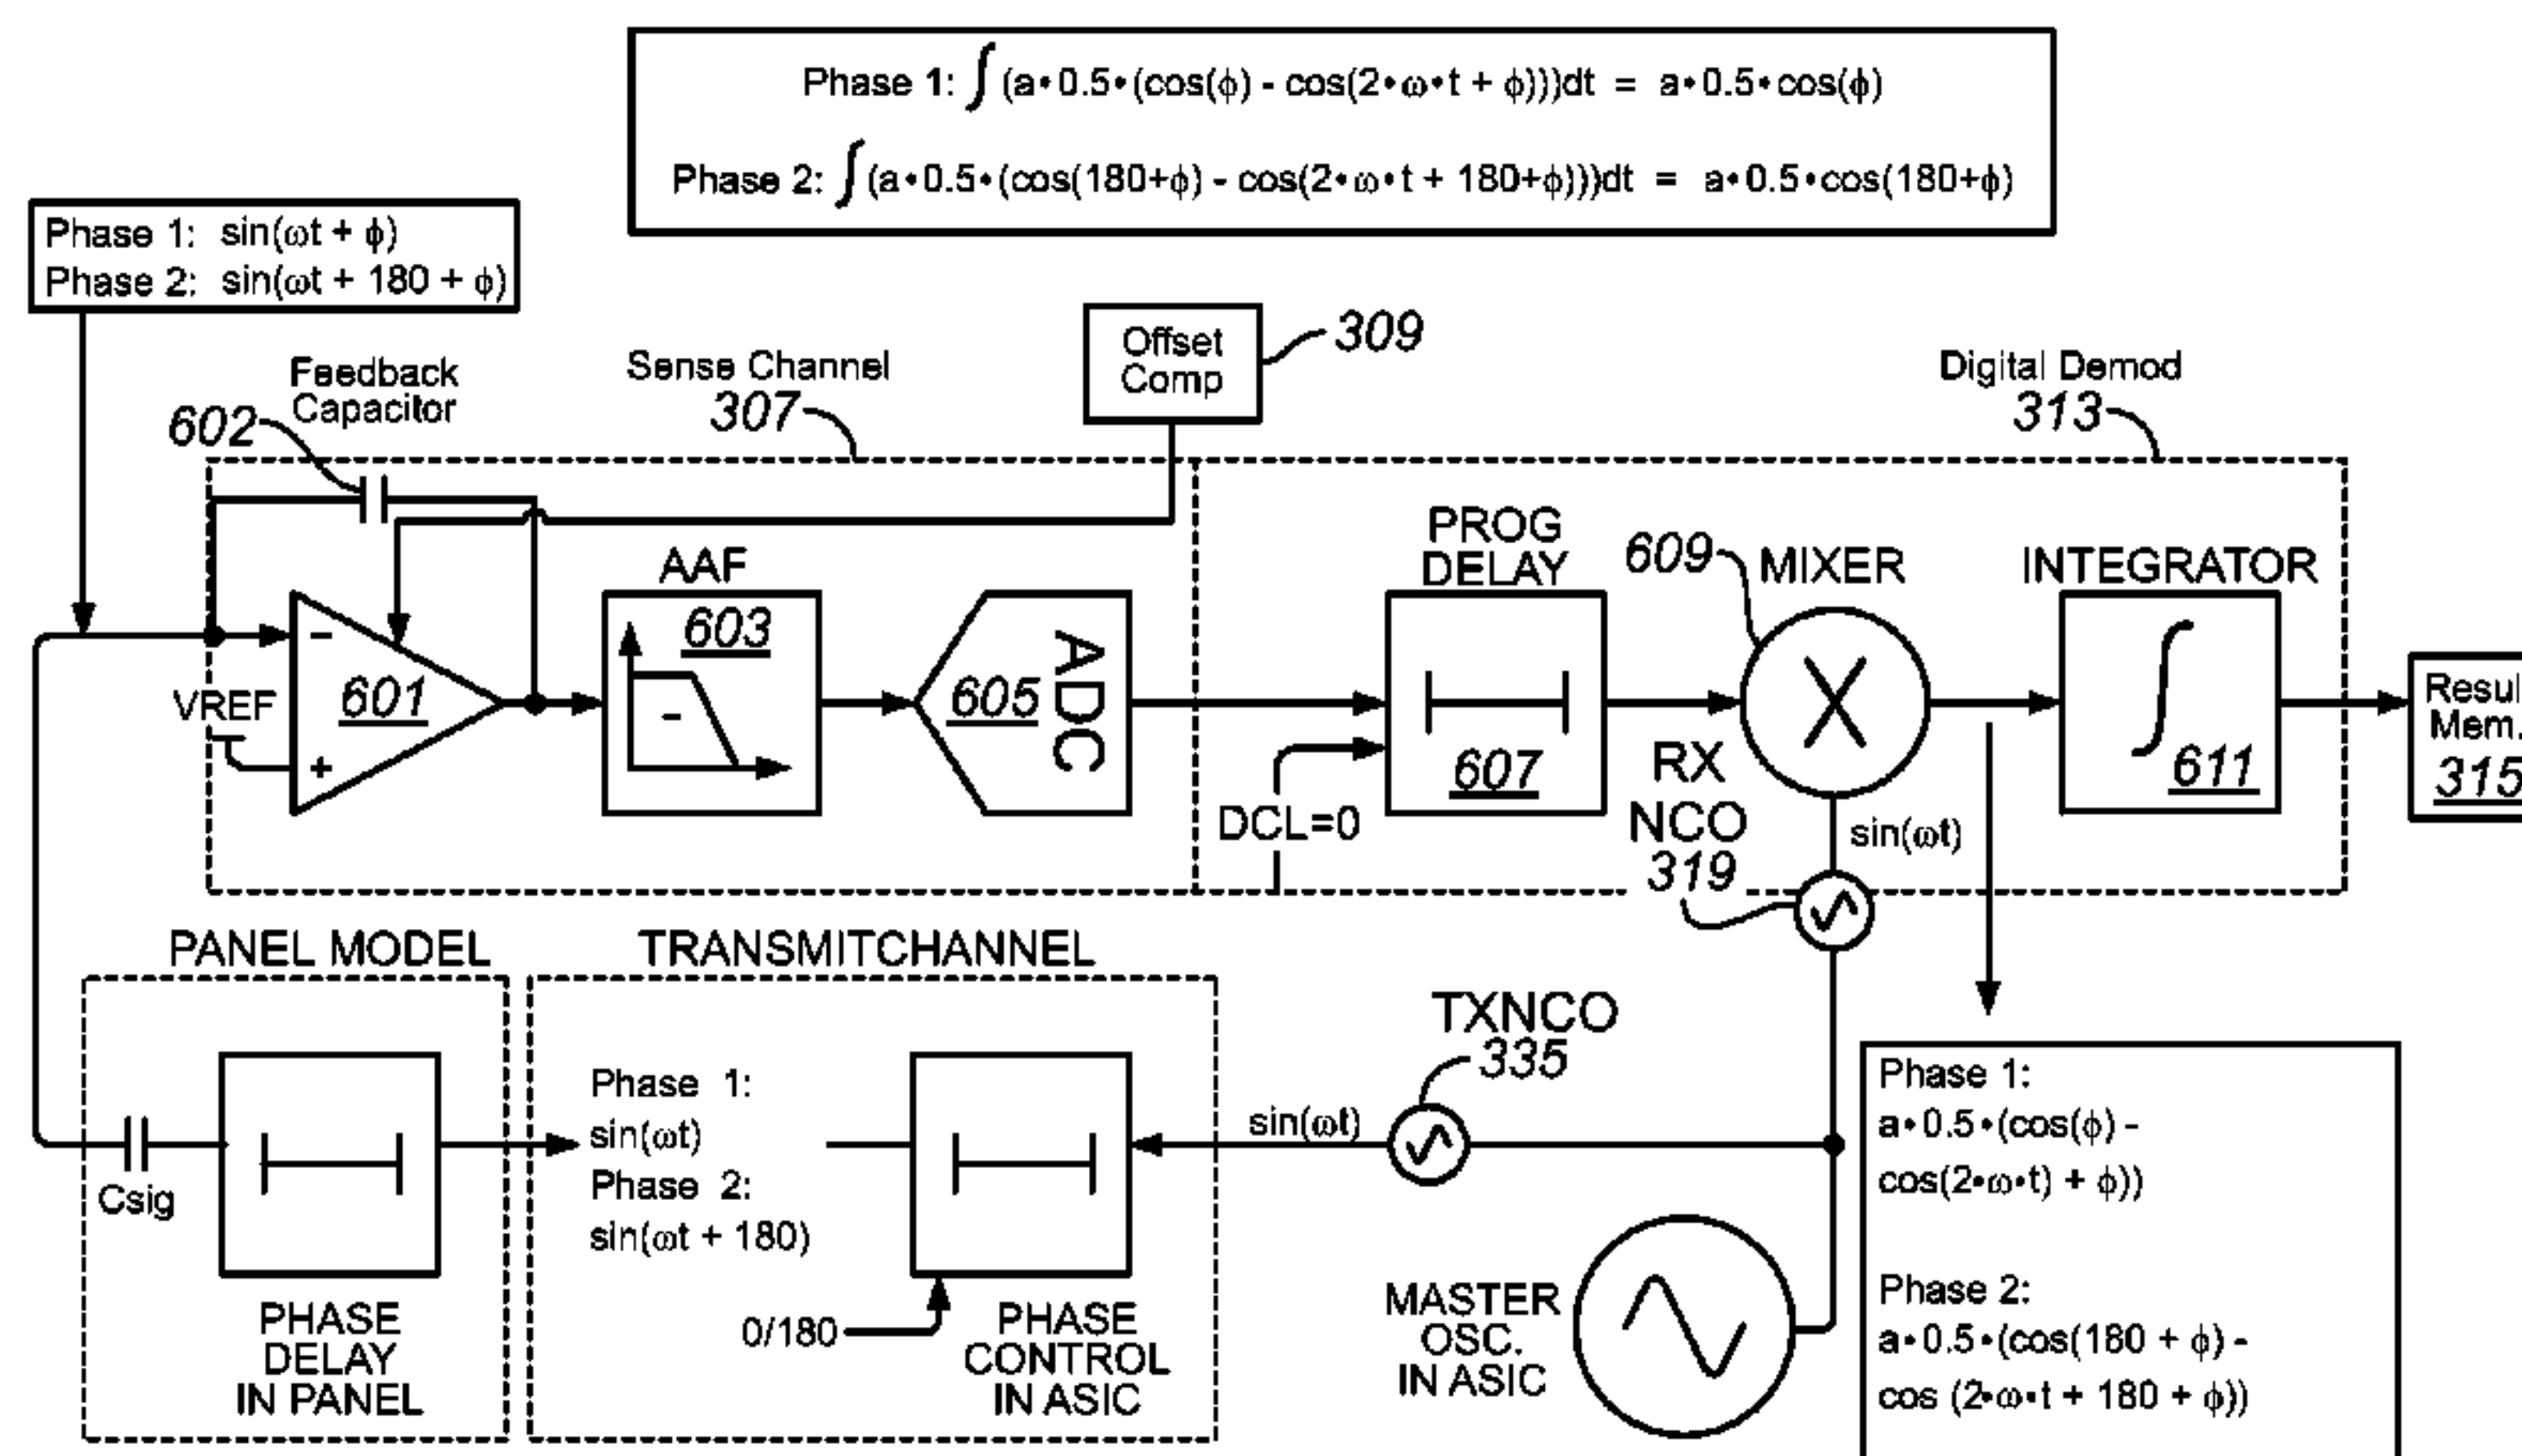 Phase 1: ∫(a•0.5•(cos(ϕ) - cos(2•ω•t + ϕ)))dt = a•0.5•cos(ϕ)
Phase 2: ∫(a•0.5•(cos(180+ϕ) - cos(2•ω•t + 180+ϕ)))dt = a•0.5•cos(180+ϕ)
Phase 1: sin(ωt + ϕ)
Phase 2: sin(ωt + 180 + ϕ)
Feedback
Capacitor
602
Sense Channel
307
Offset
Comp
309
Digital Demod
313
AAF
603
PROG
DELAY
609
MIXER
INTEGRATOR
-
VREF
601
+
-
605
ADC
607
DCL=0
RX
NCO
319
X
sin(ωt)
∫
611
Mem.
315
PANEL MODEL
TRANSMITCHANNEL
TXNCO
335
Csig
Phase 1:
sin(ωt)
Phase 2:
sin(ωt + 180)
sin(ωt)
0/180
PHASE
DELAY
IN PANEL
PHASE
CONTROL
IN ASIC
MASTER
OSC.
IN ASIC
Phase 1:
a•0.5•(cos(ϕ) -
cos(2•ω•t) + ϕ))
Phase 2:
a•0.5•(cos(180 + ϕ) -
cos (2•ω•t + 180 + ϕ))